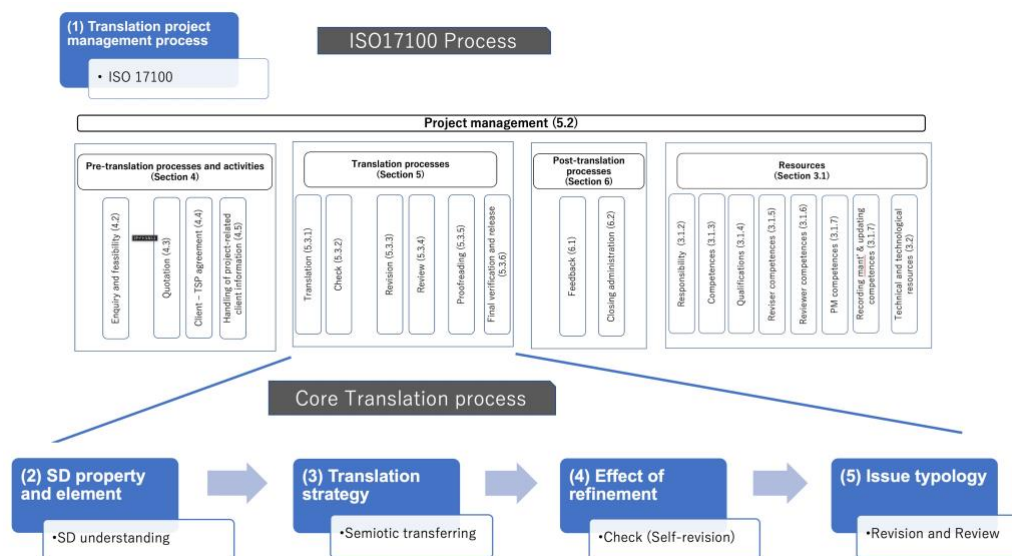 (1) Translation project
management process
• ISO 17100
ISO17100 Process
Project management (5.2)
Pre-translation processes and activities
(Section 4)
Enquiry and feasibility (4.2)
Quotation (4.3)
Client – TSP agreement (4.4)
Handling of project-related
client information (4.5)
Translation processes
(Section 5)
Translation (5.3.1)
Check (5.3.2)
Revision (5.3.3)
Review (5.3.4)
Proofreading (5.3.5)
Final verification and release
(5.3.6)
Post-translation
processes
(Section 6)
Feedback (6.1)
Closing administration (6.2)
Resources
(Section 3.1)
Responsibility (3.1.2)
Competences (3.1.3)
Qualifications (3.1.4)
Reviser competences (3.1.5)
Reviewer competences (3.1.6)
PM competences (3.1.7)
Recording mant' & updating
competences (3.1.7)
Technical and technological
resources (3.2)
Core Translation process
(2) SD property
and element
•SD understanding
(3) Translation
strategy
•Semiotic transferring
(4) Effect of
refinement
•Check (Self-revision)
(5) Issue typology
•Revision and Review